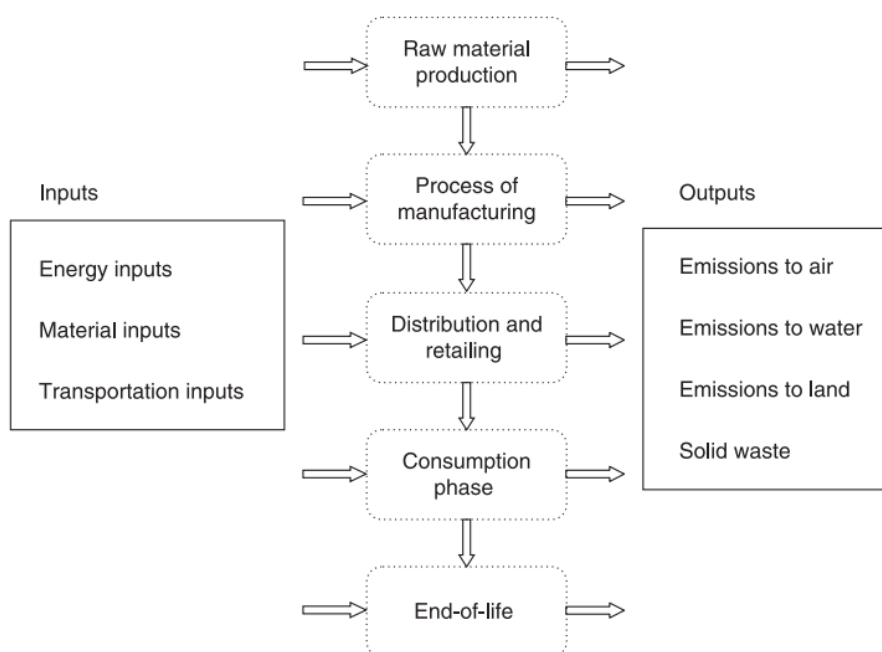 Raw material
production
Inputs
Process of
manufacturing
Outputs
Energy inputs
Material inputs
Transportation inputs
Distribution and
retailing
Emissions to air
Emissions to water
Emissions to land
Solid waste
Consumption
phase
End-of-life